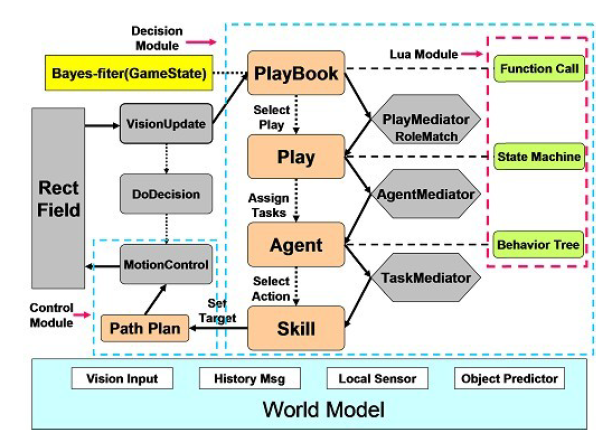 Decision
Module
Bayes-fiter(GameState)
PlayBook
Lua Module
Function Call
Rect
Field
VisionUpdate
Select
Play
PlayMediator
RoleMatch
Play
State Machine
DoDecision
Assign
Tasks
AgentMediator
Agent
Behavior Tree
MotionControl
Select
Action
TaskMediator
Control
Module
Path Plan
Set
Target
Skill
Vision Input
History Msg
Local Sensor
Object Predictor
World Model